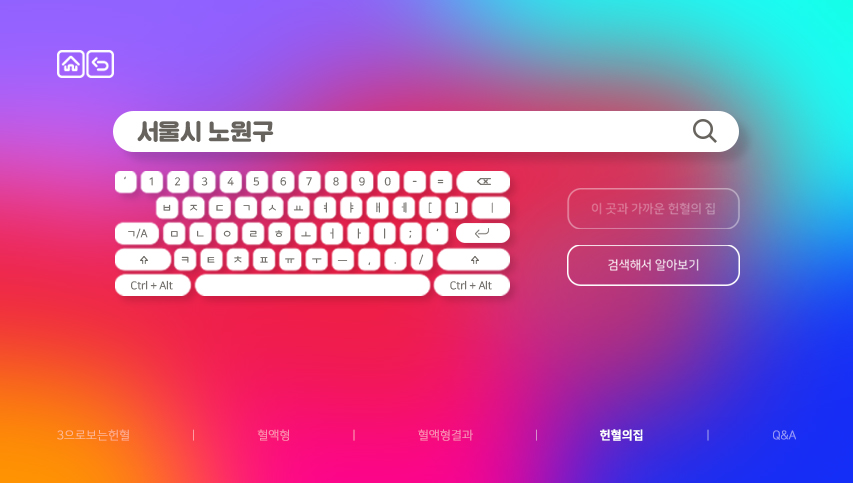 서울시 노원구
´ 1 2 3 4 5 6 7 8 9 0 - =
ㅂ ㅈ ㄷ ㄱ ㅅ ㅛ ㅕ ㅑ ㅐ ㅔ [ ] |
ㄱ/A ㅁ ㄴ ㅇ ㄹ ㅎ ㅗ ㅓ ㅏ ㅣ ; '
ㅋ ㅌ ㅊ ㅍ ㅠ ㅜ ㅡ , . /
Ctrl + Alt Ctrl + Alt
이 곳과 가까운 헌혈의 집
검색해서 알아보기
3으로보는헌혈 | 혈액형 | 혈액형결과 | 헌혈의집 | Q&A